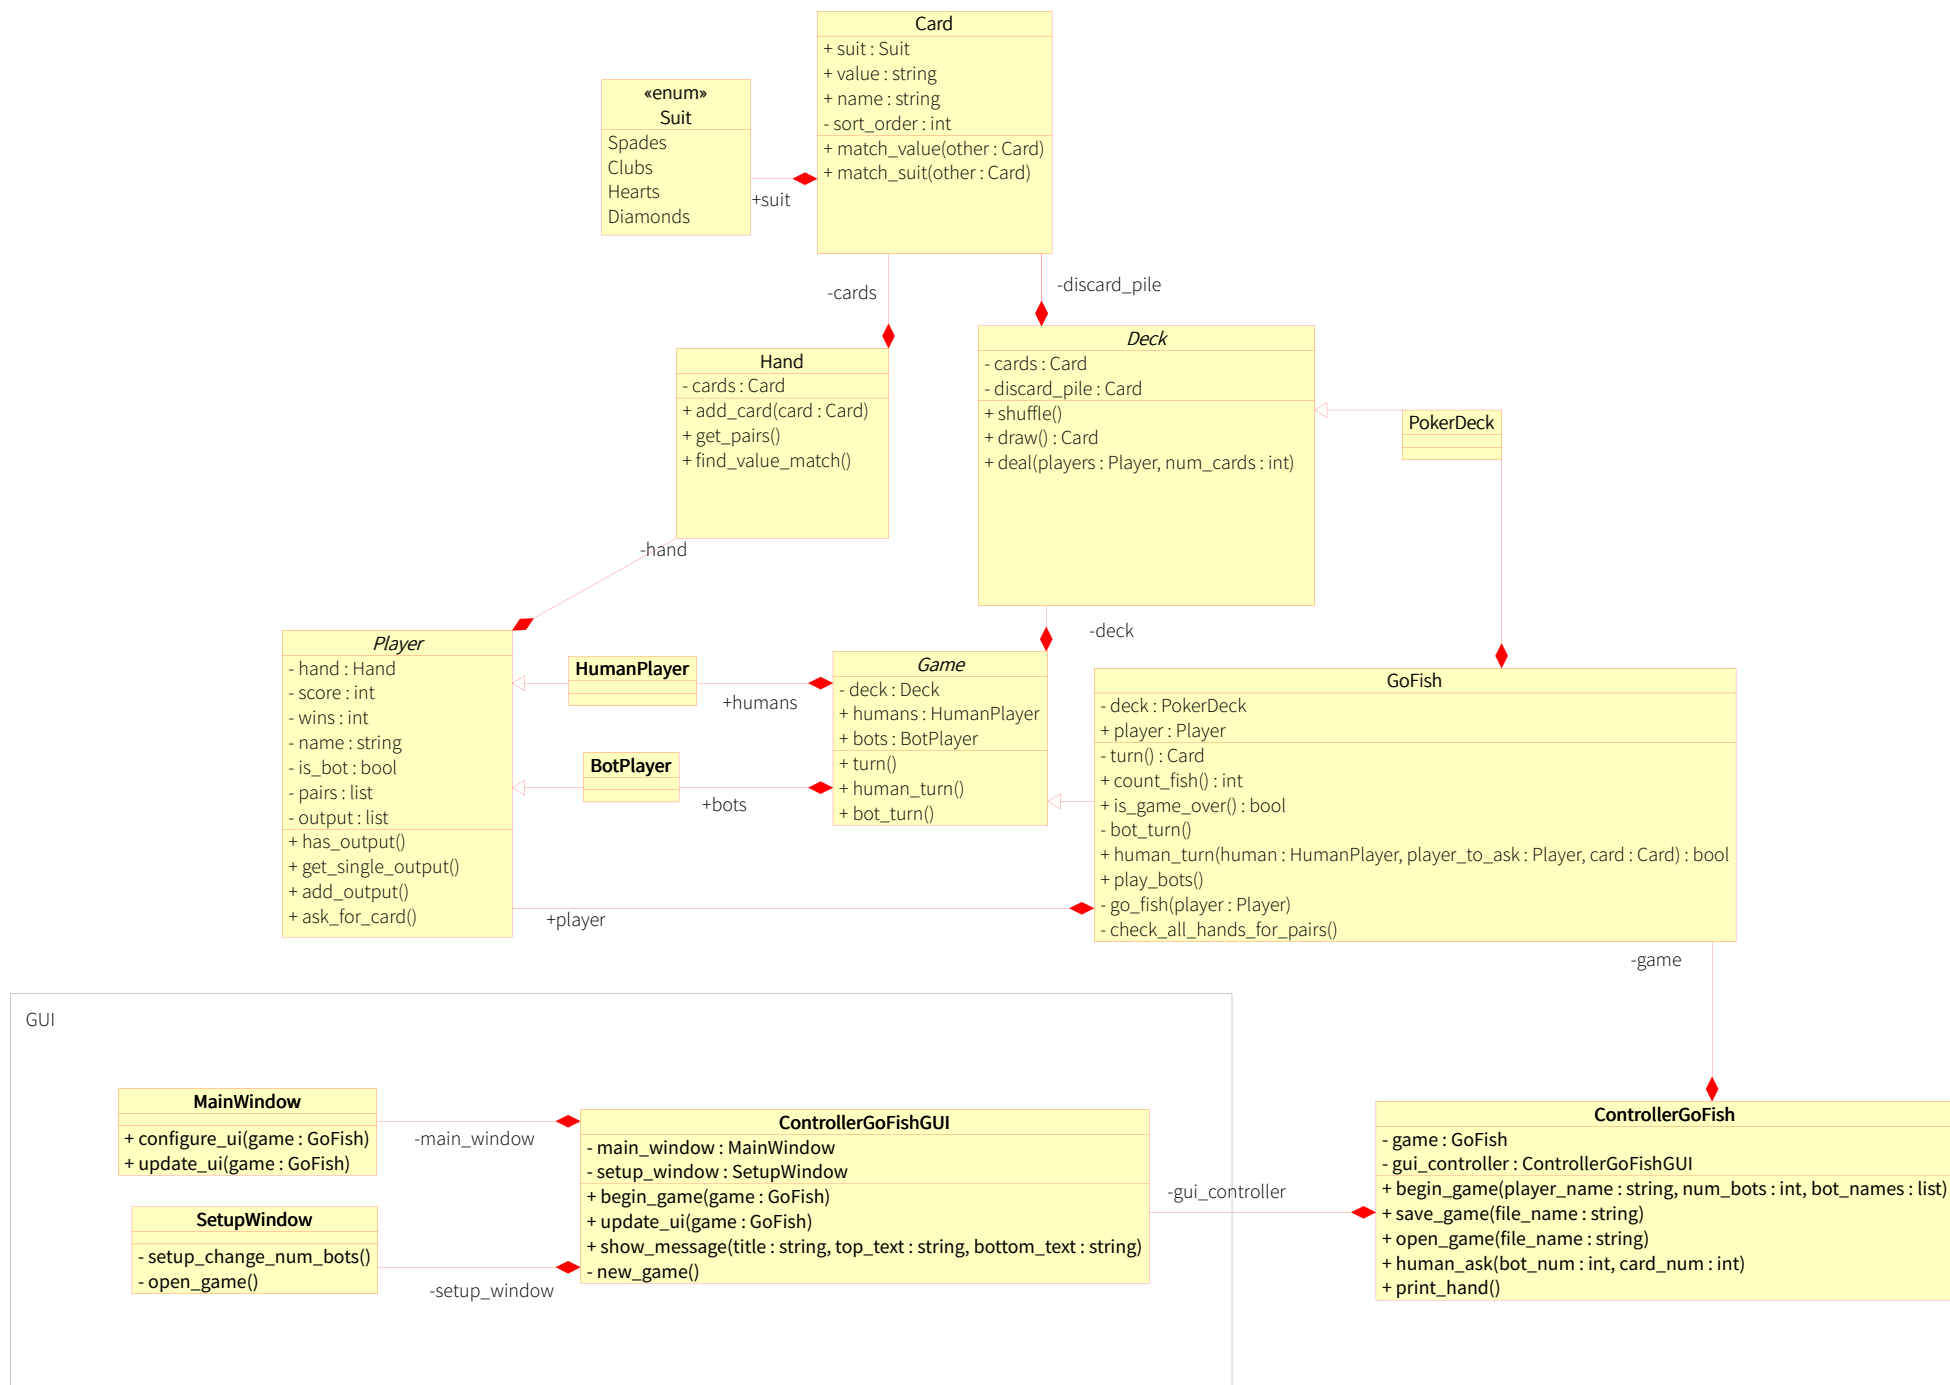 Card
+ suit : Suit
+ value : string
+ name : string
- sort_order : int
+ match_value(other : Card)
+ match_suit(other : Card)
«enum»
Suit
Spades
Clubs
Hearts
Diamonds
+suit
-cards
-discard_pile
Hand
- cards : Card
+ add_card(card : Card)
+ get_pairs()
+ find_value_match()
Deck
- cards : Card
- discard_pile : Card
+ shuffle()
+ draw() : Card
+ deal(players : Player, num_cards : int)
PokerDeck
-hand
-deck
Player
- hand : Hand
- score : int
- wins : int
- name : string
- is_bot : bool
- pairs : list
- output : list
+ has_output()
+ get_single_output()
+ add_output()
+ ask_for_card()
HumanPlayer
+humans
BotPlayer
+bots
Game
- deck : Deck
+ humans : HumanPlayer
+ bots : BotPlayer
+ turn()
+ human_turn()
+ bot_turn()
GoFish
- deck : PokerDeck
+ player : Player
- turn() : Card
+ count_fish() : int
+ is_game_over() : bool
- bot_turn()
+ human_turn(human : HumanPlayer, player_to_ask : Player, card : Card) : bool
+ play_bots()
- go_fish(player : Player)
- check_all_hands_for_pairs()
+player
-game
GUI
MainWindow
+ configure_ui(game : GoFish)
+ update_ui(game : GoFish)
-main_window
SetupWindow
- setup_change_num_bots()
- open_game()
-setup_window
ControllerGoFishGUI
- main_window : MainWindow
- setup_window : SetupWindow
+ begin_game(game : GoFish)
+ update_ui(game : GoFish)
+ show_message(title : string, top_text : string, bottom_text : string)
- new_game()
-gui_controller
ControllerGoFish
- game : GoFish
- gui_controller : ControllerGoFishGUI
+ begin_game(player_name : string, num_bots : int, bot_names : list)
+ save_game(file_name : string)
+ open_game(file_name : string)
+ human_ask(bot_num : int, card_num : int)
+ print_hand()